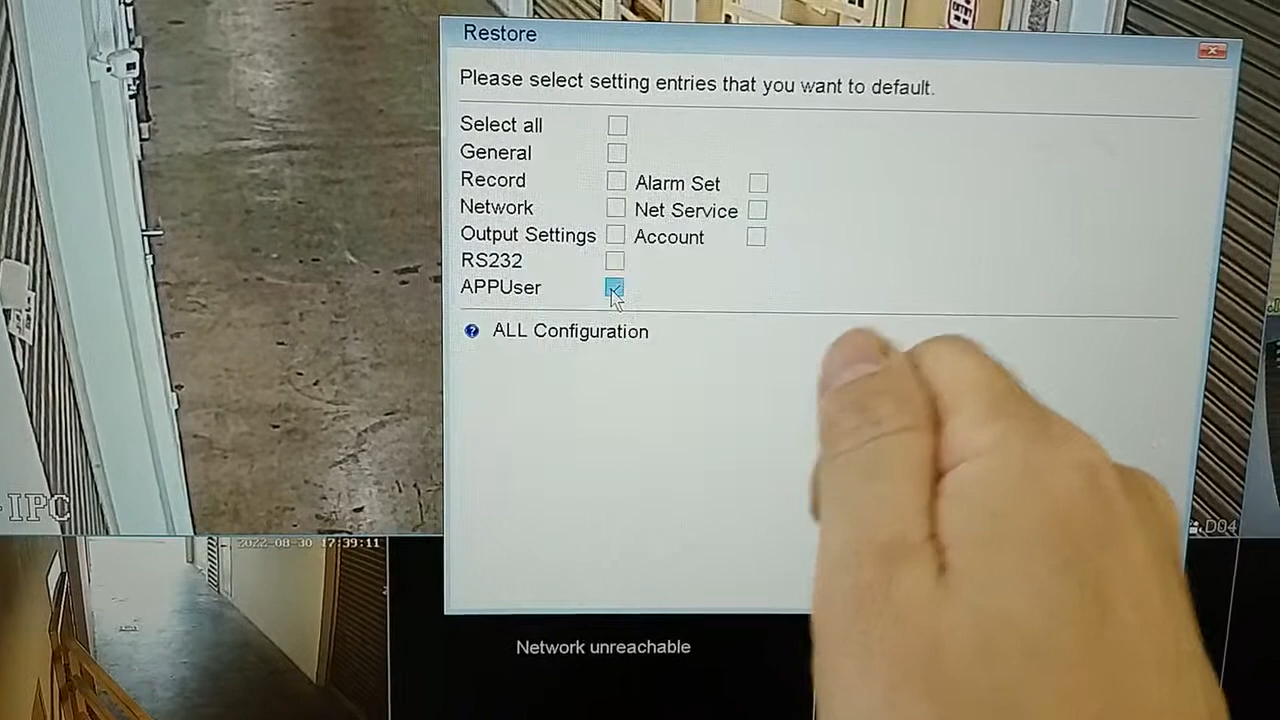 Restore
Please select setting entries that you want to default.
Select all
General
Record Alarm Set
Network Net Service
Output Settings Account
RS232
APPUser
ALL Configuration
-IPC
D04
2022-08-30 17:39:11
Network unreachable